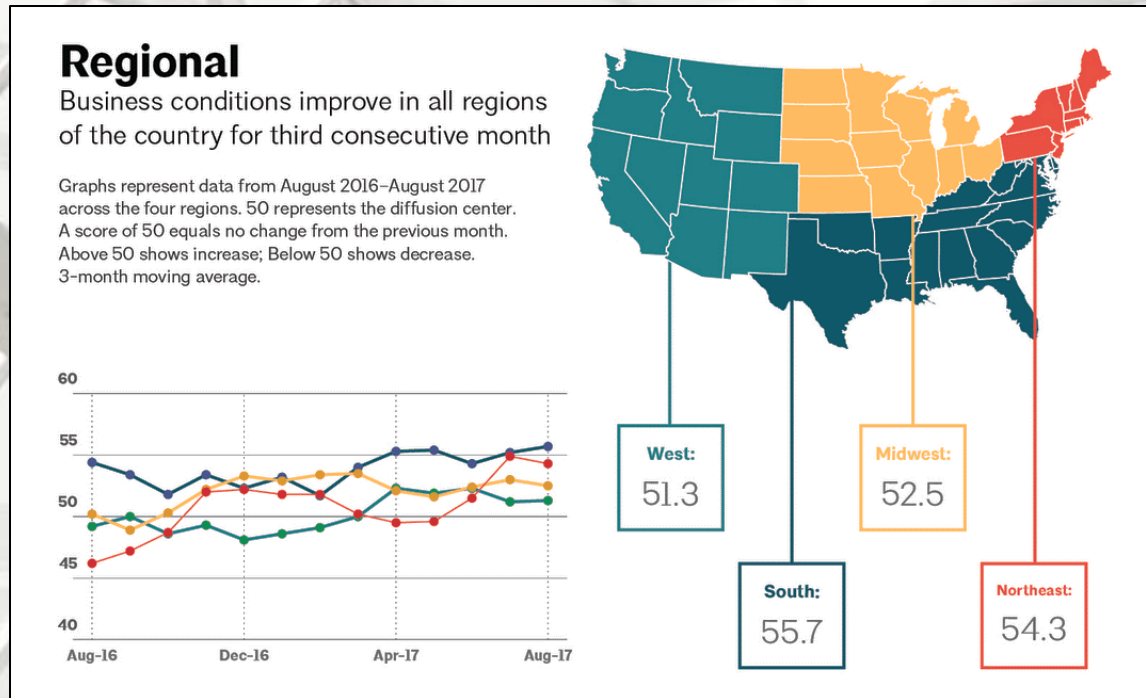 Regional
Business conditions improve in all regions
of the country for third consecutive month
Graphs represent data from August 2016–August 2017
across the four regions. 50 represents the diffusion center.
A score of 50 equals no change from the previous month.
Above 50 shows increase; Below 50 shows decrease.
3-month moving average.
60
55
50
45
40
Aug-16
Dec-16
Apr-17
Aug-17
West:
51.3
Midwest:
52.5
South:
55.7
Northeast:
54.3